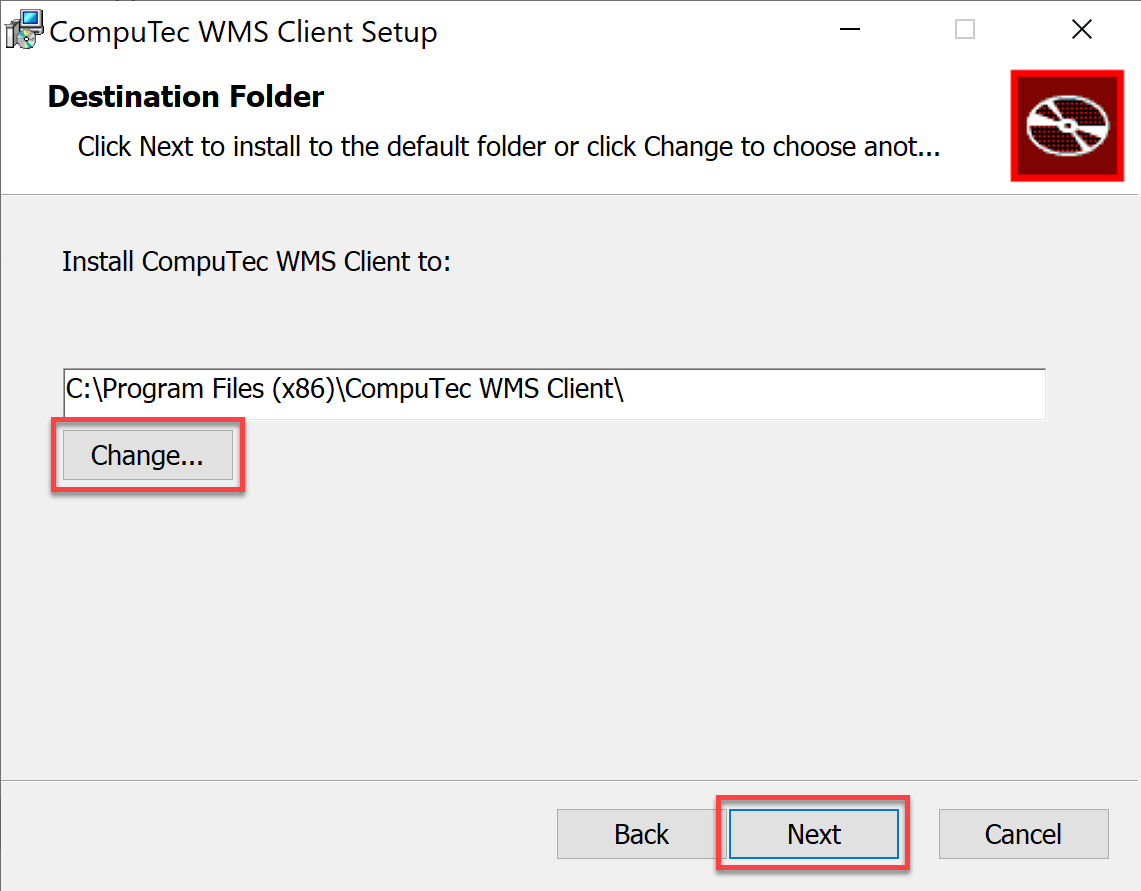 CompuTec WMS Client Setup
Destination Folder
Click Next to install to the default folder or click Change to choose anot...
Install CompuTec WMS Client to:
C:\Program Files (x86)\CompuTec WMS Client\
Change...
Back
Next
Cancel